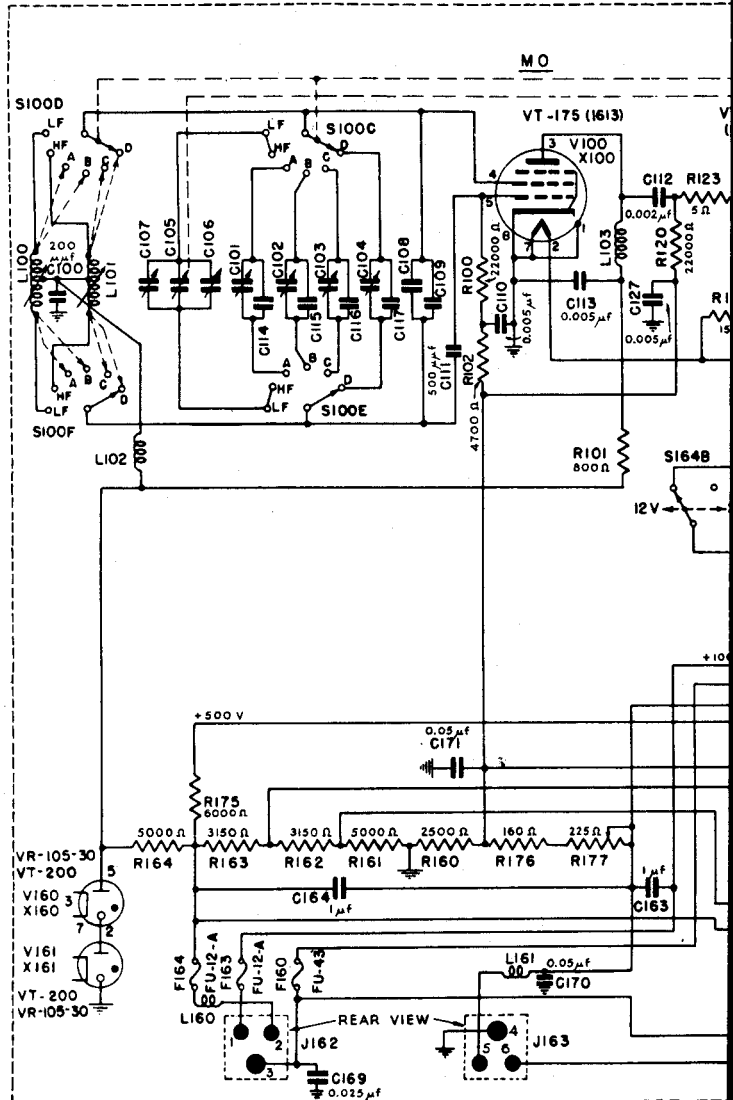 MO
S100D
LF
HF
A
B
C
D
LF
HF
S100C
A
B
C
D
VT-175 (1613)
3
V100
X100
4
5
8
7
2
1
C112
0.002μf
R123
5Ω
L103
R120
22000Ω
L100
200
μμf
C100
L101
C107
C105
C106
C101
C102
C103
C104
C108
C109
C114
C115
C116
C117
R100
22000Ω
C110
0.005μf
C113
0.005μf
C127
0.005μf
C111
500μμf
R102
4700Ω
A
B
C
D
HF
LF
S100F
A
B
C
D
HF
LF
S100E
L102
R101
800Ω
S164B
12V
+500 V
0.05μf
C171
R175
6000Ω
5000Ω
R164
3150Ω
R163
3150Ω
R162
5000Ω
R161
2500Ω
R160
160Ω
R176
225Ω
R177
VR-105-30
VT-200
5
V160
X160
3
7
2
V161
X161
VT-200
VR-105-30
C164
1μf
1μf
C163
F164
FU-12-A
F163
FU-12-A
F160
FU-43
L160
L161
0.05μf
C170
REAR VIEW
1
2
3
J162
4
5
6
J163
C169
0.025μf